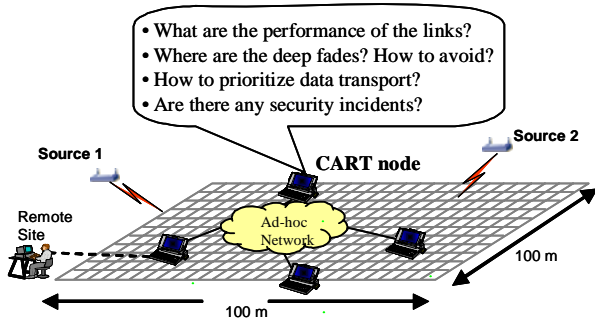 • What are the performance of the links?
• Where are the deep fades? How to avoid?
• How to prioritize data transport?
• Are there any security incidents?
Source 1
Source 2
CART node
Remote
Site
Ad-hoc
Network
100 m
100 m